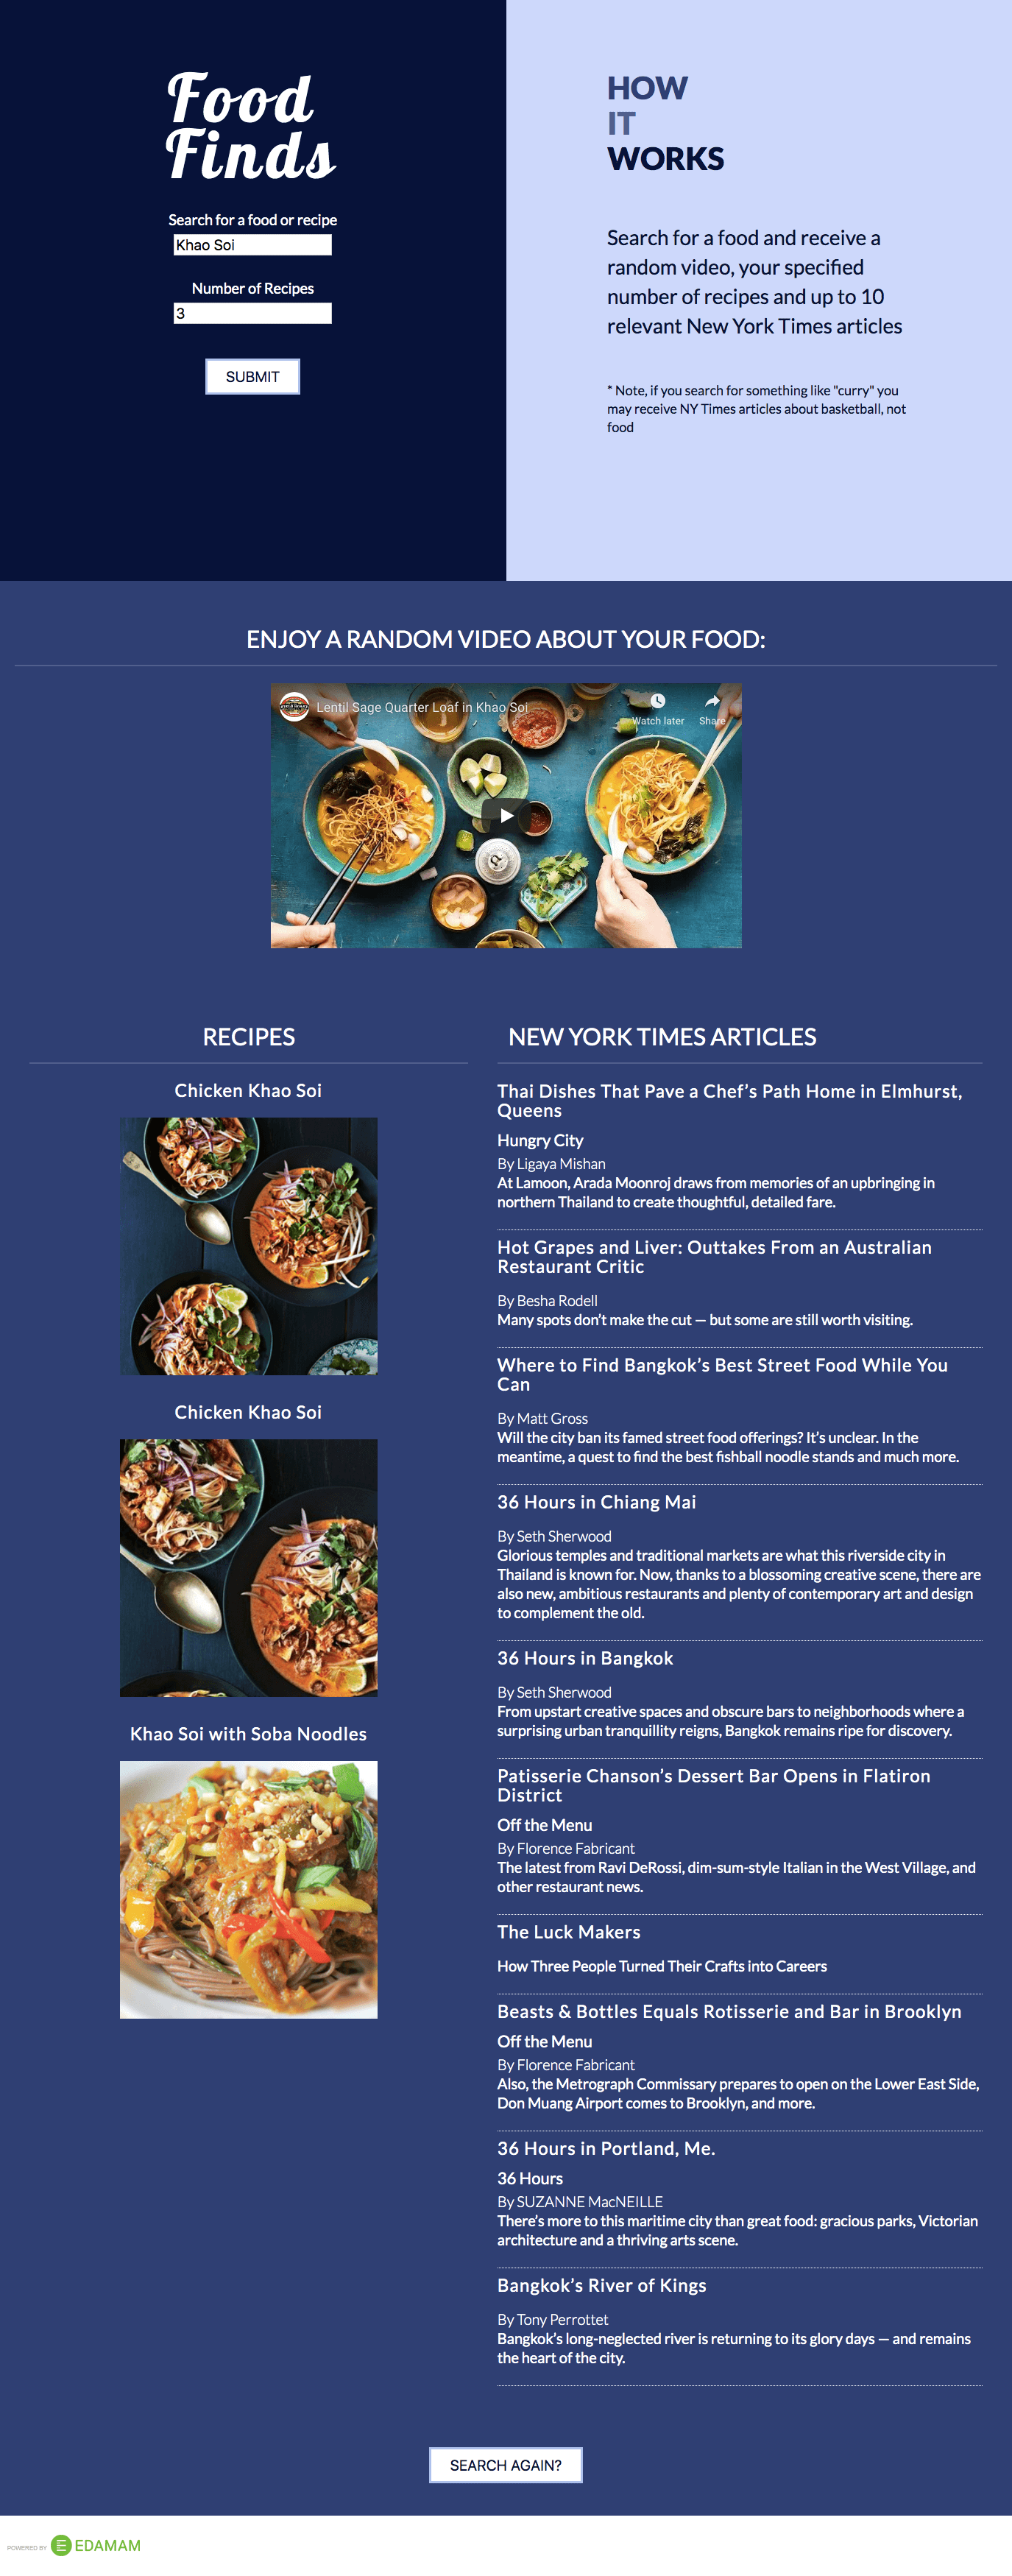 Food
Finds
Search for a food or recipe
Khao Soi
Number of Recipes
3
SUBMIT
HOW
IT
WORKS
Search for a food and receive a
random video, your specified
number of recipes and up to 10
relevant New York Times articles
* Note, if you search for something like "curry" you
may receive NY Times articles about basketball, not
food
ENJOY A RANDOM VIDEO ABOUT YOUR FOOD:
Lentil Sage Quarter Loaf in Khao Soi
Watch later
Share
RECIPES
Chicken Khao Soi
Chicken Khao Soi
Khao Soi with Soba Noodles
NEW YORK TIMES ARTICLES
Thai Dishes That Pave a Chef’s Path Home in Elmhurst,
Queens
Hungry City
By Ligaya Mishan
At Lamoon, Arada Moonroj draws from memories of an upbringing in
northern Thailand to create thoughtful, detailed fare.
Hot Grapes and Liver: Outtakes From an Australian
Restaurant Critic
By Besha Rodell
Many spots don’t make the cut — but some are still worth visiting.
Where to Find Bangkok’s Best Street Food While You
Can
By Matt Gross
Will the city ban its famed street food offerings? It’s unclear. In the
meantime, a quest to find the best fishball noodle stands and much more.
36 Hours in Chiang Mai
By Seth Sherwood
Glorious temples and traditional markets are what this riverside city in
Thailand is known for. Now, thanks to a blossoming creative scene, there are
also new, ambitious restaurants and plenty of contemporary art and design
to complement the old.
36 Hours in Bangkok
By Seth Sherwood
From upstart creative spaces and obscure bars to neighborhoods where a
surprising urban tranquillity reigns, Bangkok remains ripe for discovery.
Patisserie Chanson’s Dessert Bar Opens in Flatiron
District
Off the Menu
By Florence Fabricant
The latest from Ravi DeRossi, dim-sum-style Italian in the West Village, and
other restaurant news.
The Luck Makers
How Three People Turned Their Crafts into Careers
Beasts & Bottles Equals Rotisserie and Bar in Brooklyn
Off the Menu
By Florence Fabricant
Also, the Metrograph Commissary prepares to open on the Lower East Side,
Don Muang Airport comes to Brooklyn, and more.
36 Hours in Portland, Me.
36 Hours
By SUZANNE MacNEILLE
There’s more to this maritime city than great food: gracious parks, Victorian
architecture and a thriving arts scene.
Bangkok’s River of Kings
By Tony Perrottet
Bangkok’s long-neglected river is returning to its glory days — and remains
the heart of the city.
SEARCH AGAIN?
POWERED BY EDAMAM